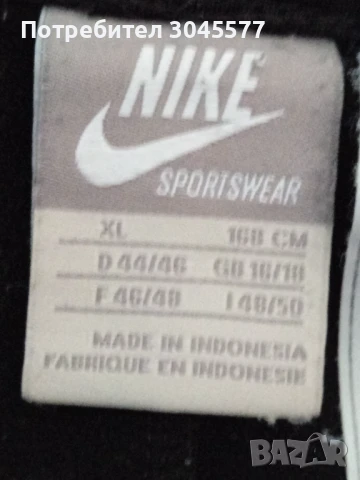 Потребител 3045577
NIKE
SPORTSWEAR
XL 168 CM
D 44/46 GB 16/18
F 46/48 I 48/50
MADE IN INDONESIA
FABRIQUE EN INDONESIE
BAZAR